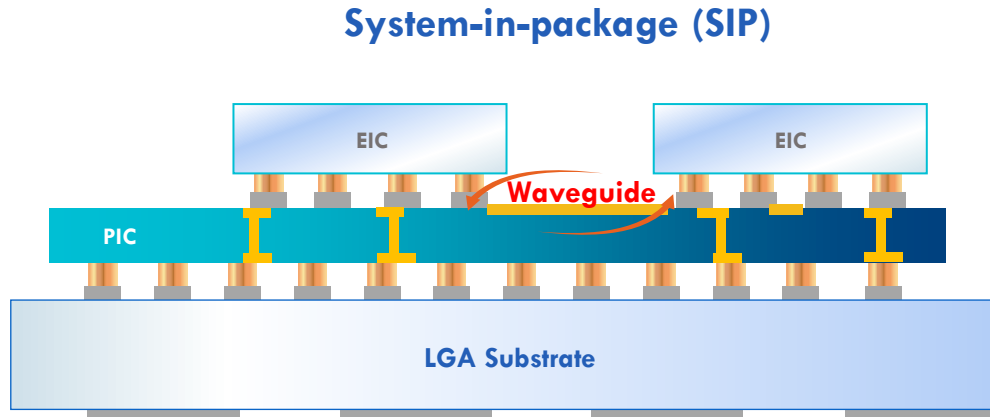 System-in-package (SIP)
EIC
EIC
Waveguide
PIC
LGA Substrate